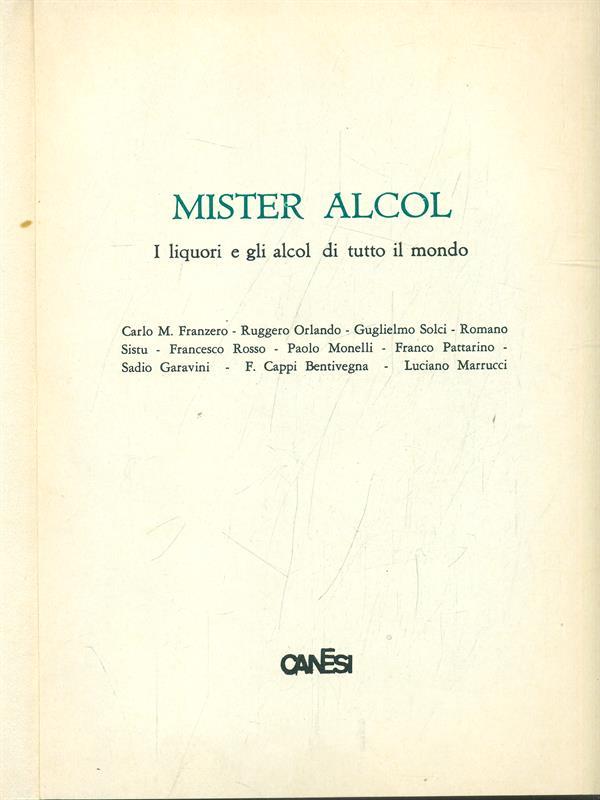 MISTER ALCOL
I liquori e gli alcol di tutto il mondo
Carlo M. Franzero - Ruggero Orlando - Guglielmo Solci - Romano
Sistu - Francesco Rosso - Paolo Monelli - Franco Pattarino -
Sadio Garavini - F. Cappi Bentivegna - Luciano Marrucci
CANESI